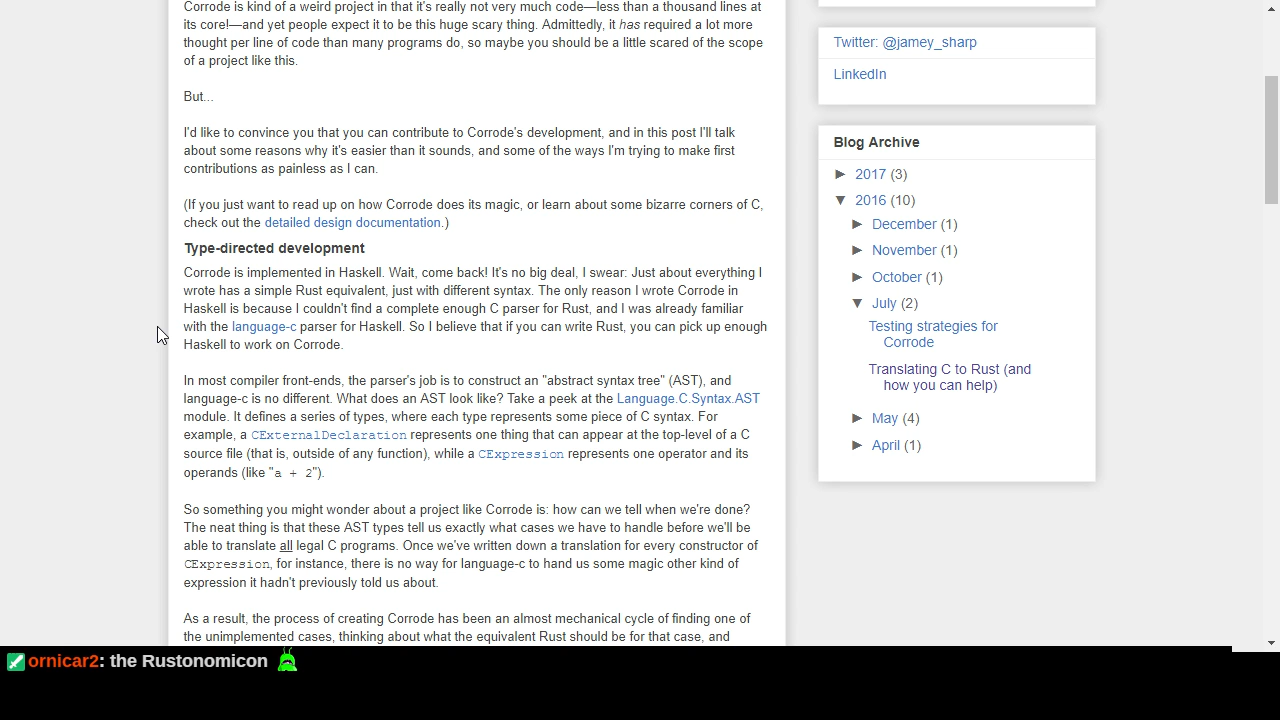 Corrode is kind of a weird project in that it's really not very much code—less than a thousand lines at
its core!—and yet people expect it to be this huge scary thing. Admittedly, it has required a lot more
thought per line of code than many programs do, so maybe you should be a little scared of the scope
of a project like this.
But...
I'd like to convince you that you can contribute to Corrode's development, and in this post I'll talk
about some reasons why it's easier than it sounds, and some of the ways I'm trying to make first
contributions as painless as I can.
(If you just want to read up on how Corrode does its magic, or learn about some bizarre corners of C,
check out the detailed design documentation.)
Type-directed development
Corrode is implemented in Haskell. Wait, come back! It's no big deal, I swear: Just about everything I
wrote has a simple Rust equivalent, just with different syntax. The only reason I wrote Corrode in
Haskell is because I couldn't find a complete enough C parser for Rust, and I was already familiar
with the language-c parser for Haskell. So I believe that if you can write Rust, you can pick up enough
Haskell to work on Corrode.
In most compiler front-ends, the parser's job is to construct an "abstract syntax tree" (AST), and
language-c is no different. What does an AST look like? Take a peek at the Language.C.Syntax.AST
module. It defines a series of types, where each type represents some piece of C syntax. For
example, a CExternalDeclaration represents one thing that can appear at the top-level of a C
source file (that is, outside of any function), while a CExpression represents one operator and its
operands (like "a + 2").
So something you might wonder about a project like Corrode is: how can we tell when we're done?
The neat thing is that these AST types tell us exactly what cases we have to handle before we'll be
able to translate all legal C programs. Once we've written down a translation for every constructor of
CExpression, for instance, there is no way for language-c to hand us some magic other kind of
expression it hadn't previously told us about.
As a result, the process of creating Corrode has been an almost mechanical cycle of finding one of
the unimplemented cases, thinking about what the equivalent Rust should be for that case, and
Twitter: @jamey_sharp
LinkedIn
Blog Archive
► 2017 (3)
▼ 2016 (10)
► December (1)
► November (1)
► October (1)
▼ July (2)
Testing strategies for
Corrode
Translating C to Rust (and
how you can help)
► May (4)
► April (1)
ornicar2: the Rustonomicon